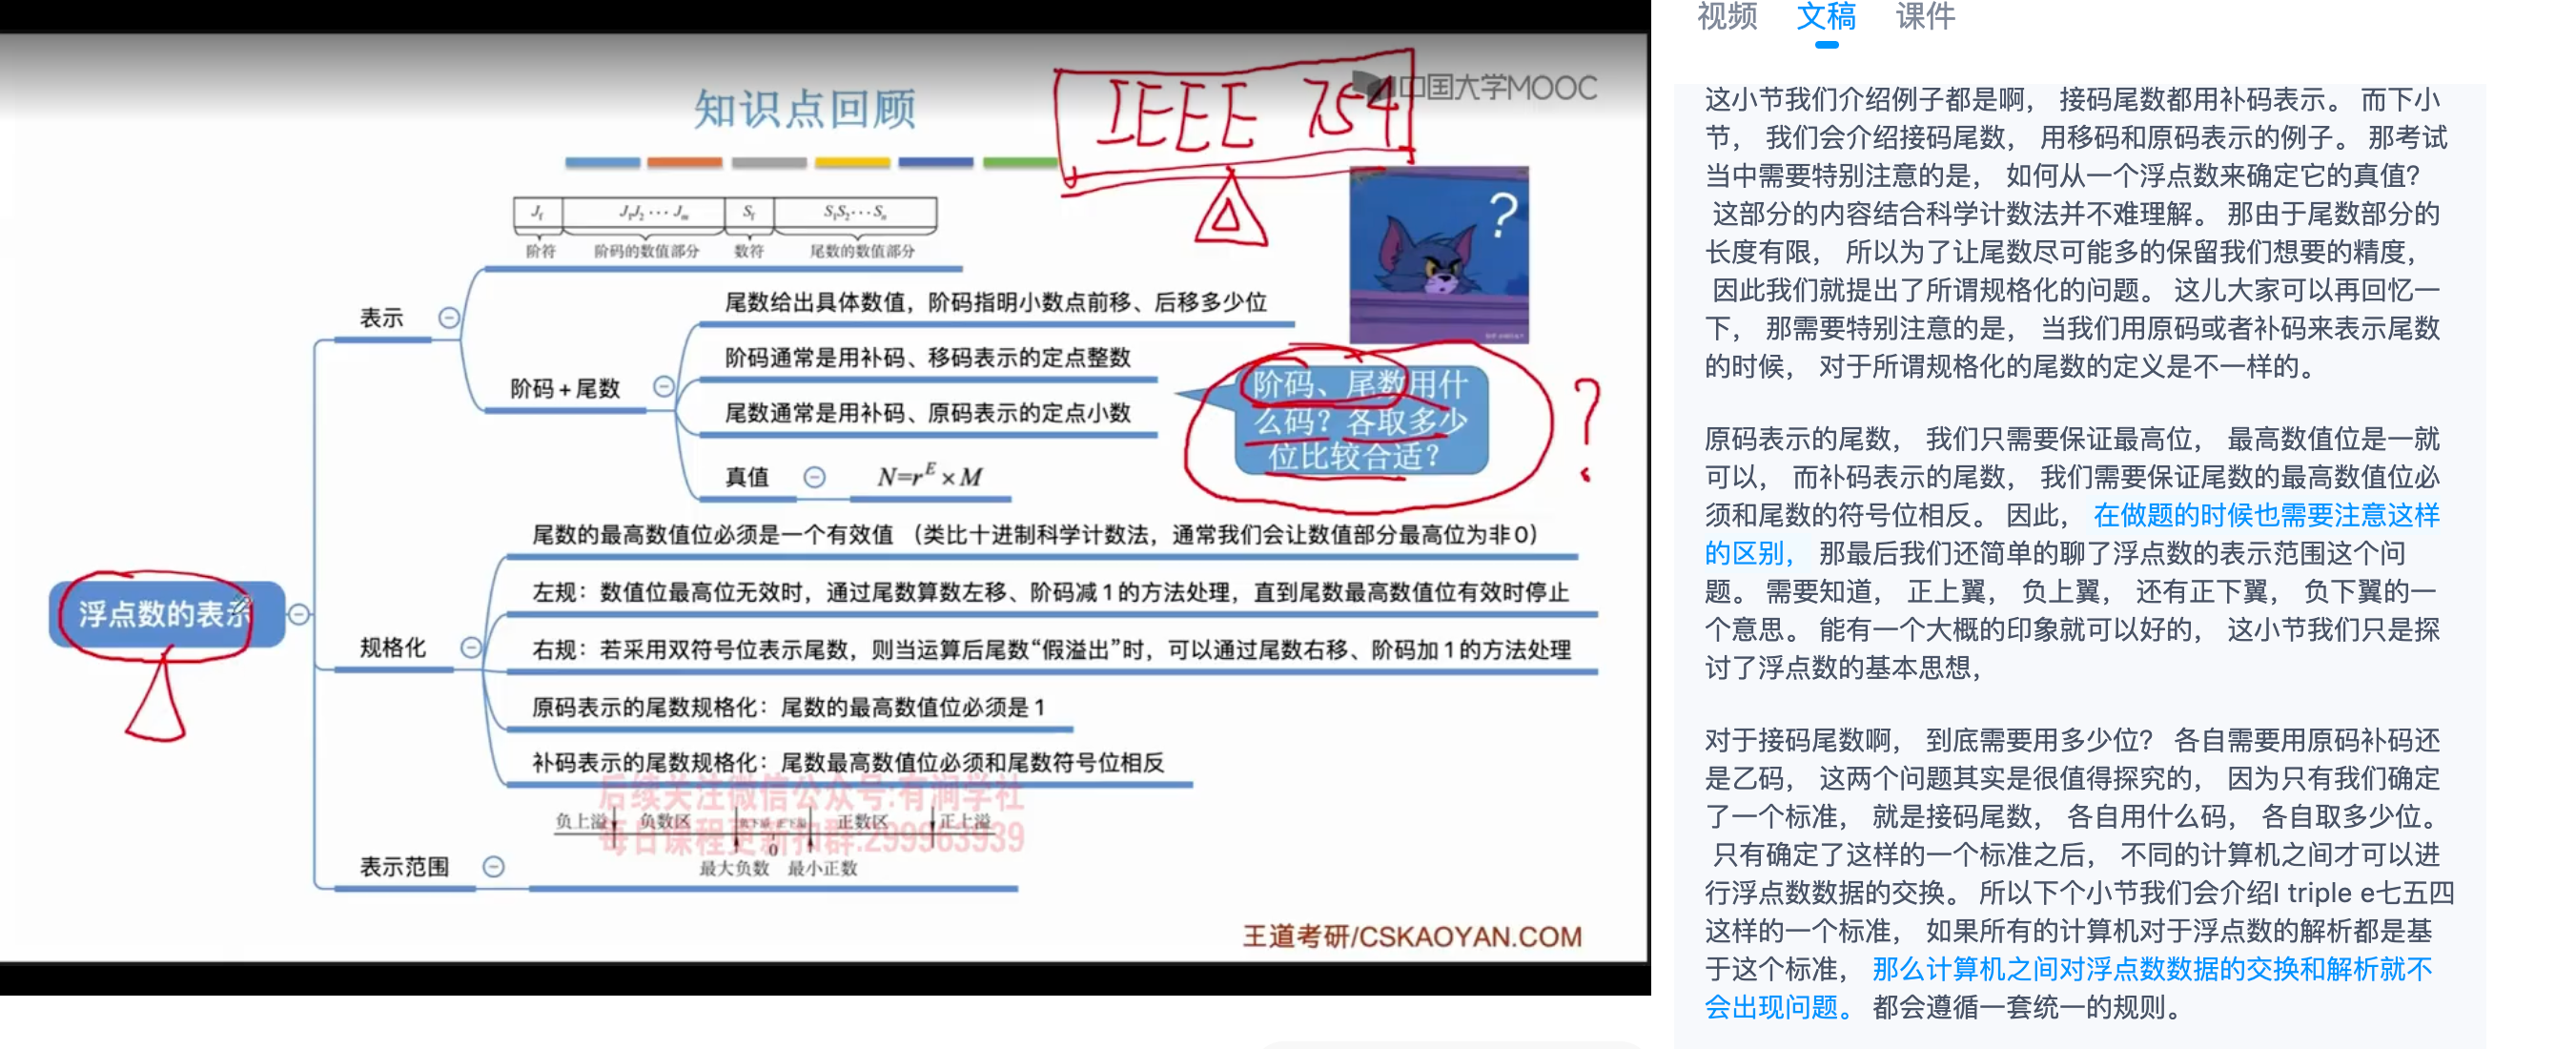 视频 文稿 课件
知识点回顾
IEEE 754
中国大学MOOC
?
Jf J1J2···Jm Sf S1S2···Sn
阶符 阶码的数值部分 数符 尾数的数值部分
表示
尾数给出具体数值，阶码指明小数点前移、后移多少位
阶码通常是用补码、移码表示的定点整数
阶码+尾数
尾数通常是用补码、原码表示的定点小数
真值 N=r^E×M
阶码、尾数用什
么码？各取多少
位比较合适？
?
浮点数的表示
规格化
尾数的最高数值位必须是一个有效值 （类比十进制科学计数法，通常我们会让数值部分最高位为非0）
左规：数值位最高位无效时，通过尾数算数左移、阶码减1的方法处理，直到尾数最高数值位有效时停止
右规：若采用双符号位表示尾数，则当运算后尾数“假溢出”时，可以通过尾数右移、阶码加1的方法处理
原码表示的尾数规格化：尾数的最高数值位必须是1
补码表示的尾数规格化：尾数最高数值位必须和尾数符号位相反
后续关注微信公众号:有润学社
每日课程更新扣群:299963939
负上溢 负数区 正数区 正上溢
0
最大负数 最小正数
表示范围
王道考研/CSKAOYAN.COM
这小节我们介绍例子都是啊， 接码尾数都用补码表示。 而下小
节， 我们会介绍接码尾数， 用移码和原码表示的例子。 那考试
当中需要特别注意的是， 如何从一个浮点数来确定它的真值？
这部分的内容结合科学计数法并不难理解。 那由于尾数部分的
长度有限， 所以为了让尾数尽可能多的保留我们想要的精度，
因此我们就提出了所谓规格化的问题。 这儿大家可以再回忆一
下， 那需要特别注意的是， 当我们用原码或者补码来表示尾数
的时候， 对于所谓规格化的尾数的定义是不一样的。
原码表示的尾数， 我们只需要保证最高位， 最高数值位是一就
可以， 而补码表示的尾数， 我们需要保证尾数的最高数值位必
须和尾数的符号位相反。 因此， 在做题的时候也需要注意这样
的区别， 那最后我们还简单的聊了浮点数的表示范围这个问
题。 需要知道， 正上翼， 负上翼， 还有正下翼， 负下翼的一
个意思。 能有一个大概的印象就可以好的， 这小节我们只是探
讨了浮点数的基本思想，
对于接码尾数啊， 到底需要用多少位？ 各自需要用原码补码还
是乙码， 这两个问题其实是很值得探究的， 因为只有我们确定
了一个标准， 就是接码尾数， 各自用什么码， 各自取多少位。
只有确定了这样的一个标准之后， 不同的计算机之间才可以进
行浮点数数据的交换。 所以下个小节我们会介绍I triple e七五四
这样的一个标准， 如果所有的计算机对于浮点数的解析都是基
于这个标准， 那么计算机之间对浮点数数据的交换和解析就不
会出现问题。 都会遵循一套统一的规则。